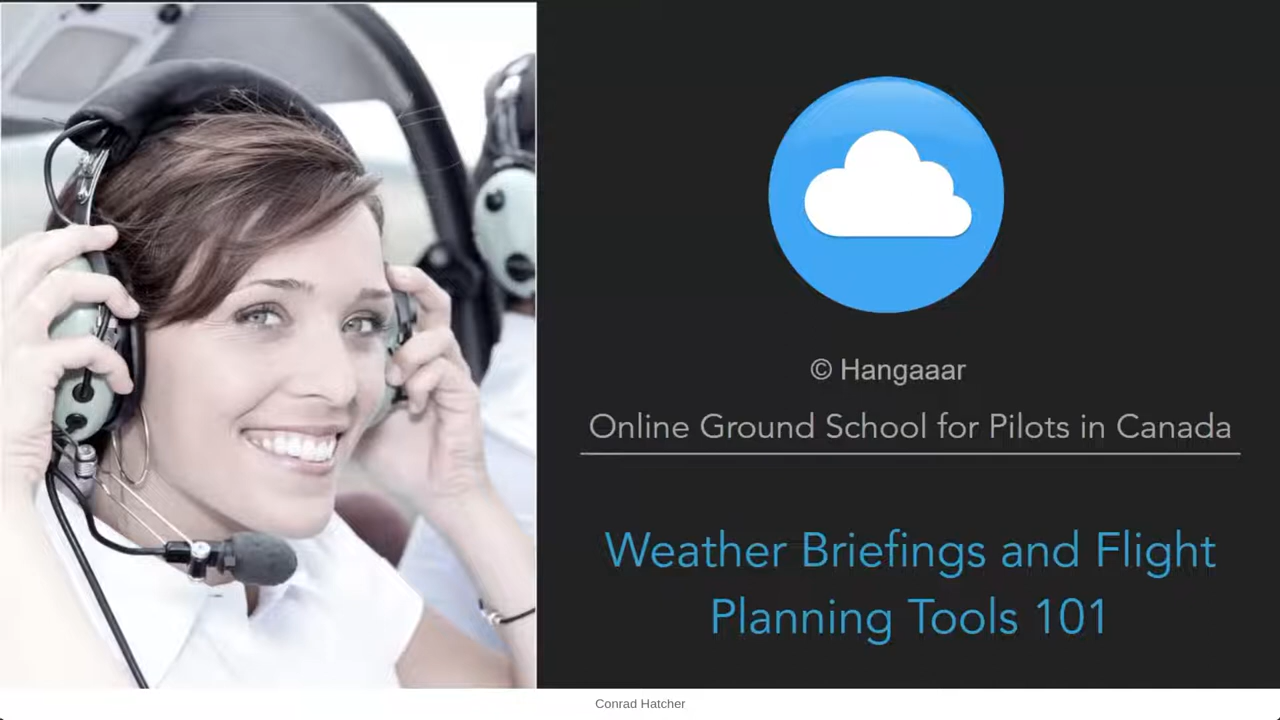 © Hangaaar
Online Ground School for Pilots in Canada
Weather Briefings and Flight
Planning Tools 101
Conrad Hatcher